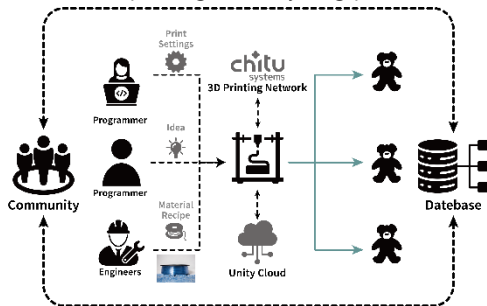 Print
Settings
chitu
systems
3D Printing Network
Programmer
Idea
Programmer
Community
Datebase
Material
Recipe
Engineers
Unity Cloud